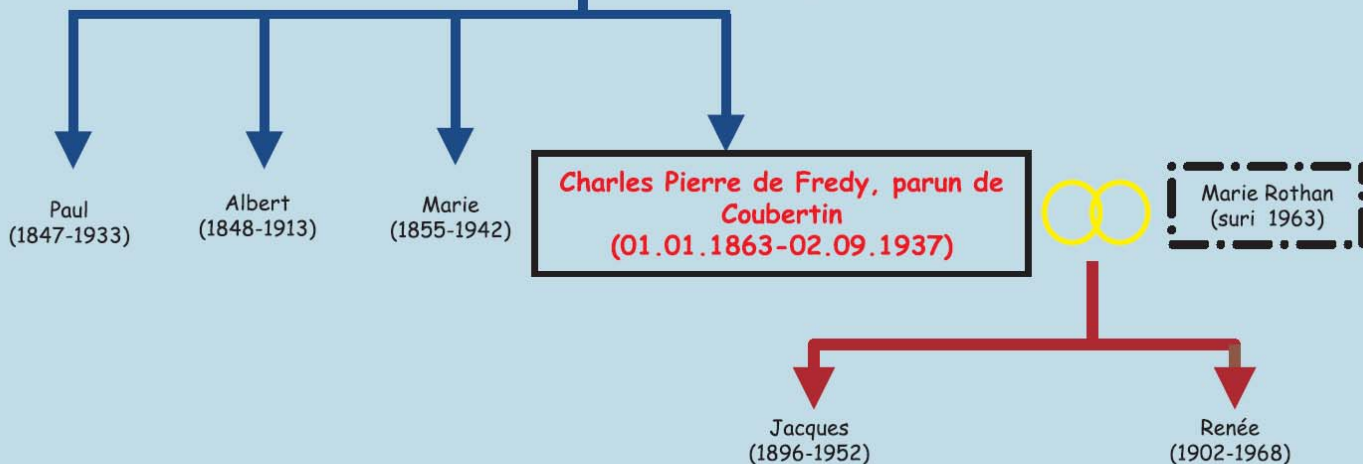 Paul
(1847-1933)
Albert
(1848-1913)
Marie
(1855-1942)
Charles Pierre de Fredy, parun de
Coubertin
(01.01.1863-02.09.1937)
Marie Rothan
(suri 1963)
Jacques
(1896-1952)
Renée
(1902-1968)